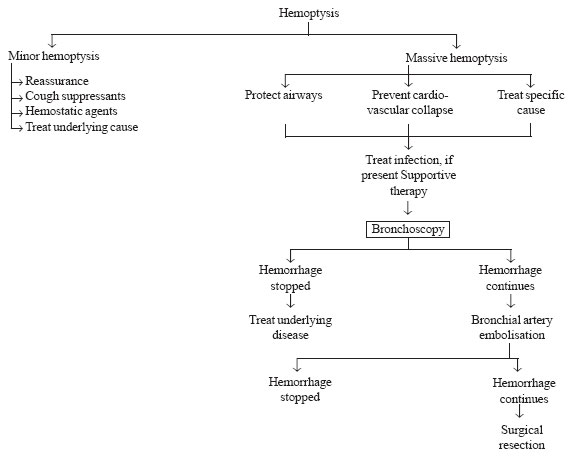 Hemoptysis
Minor hemoptysis
Reassurance
Cough suppressants
Hemostatic agents
Treat underlying cause
Massive hemoptysis
Protect airways
Prevent cardio-
vascular collapse
Treat specific
cause
Treat infection, if
present Supportive
therapy
Bronchoscopy
Hemorrhage
stopped
Treat underlying
disease
Hemorrhage
continues
Bronchial artery
embolisation
Hemorrhage
stopped
Hemorrhage
continues
Surgical
resection